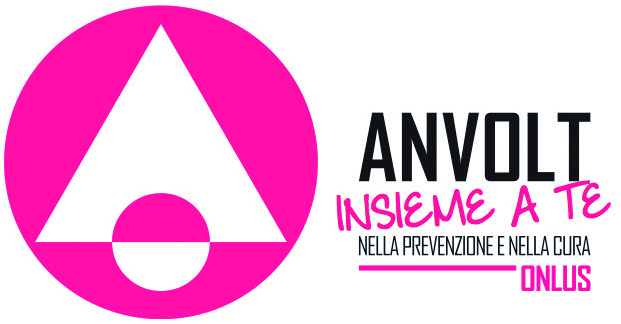 ANVOLT
INSIEME A TE
NELLA PREVENZIONE E NELLA CURA
ONLUS